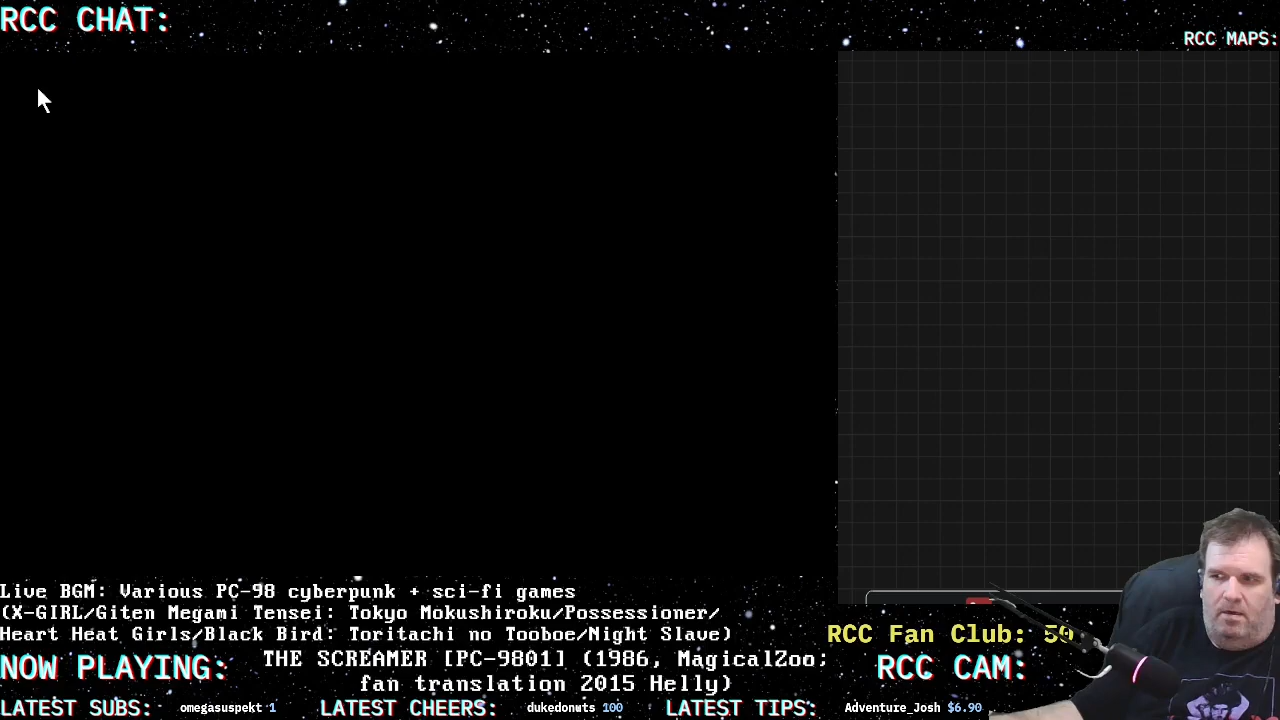 RCC CHAT:
RCC MAPS:
Live BGM: Various PC-98 cyberpunk + sci-fi games
(X-GIRL/Giten Megami Tensei: Tokyo Mokushiroku/Possessioner/
Heart Heat Girls/Black Bird: Toritachi no Tooboe/Night Slave)
RCC Fan Club: 59
NOW PLAYING:
THE SCREAMER [PC-9801] (1986, MagicalZoo;
fan translation 2015 Helly)
RCC CAM:
LATEST SUBS: omegasuspekt 1
LATEST CHEERS: dukedonuts 100
LATEST TIPS: Adventure_Josh $6.90